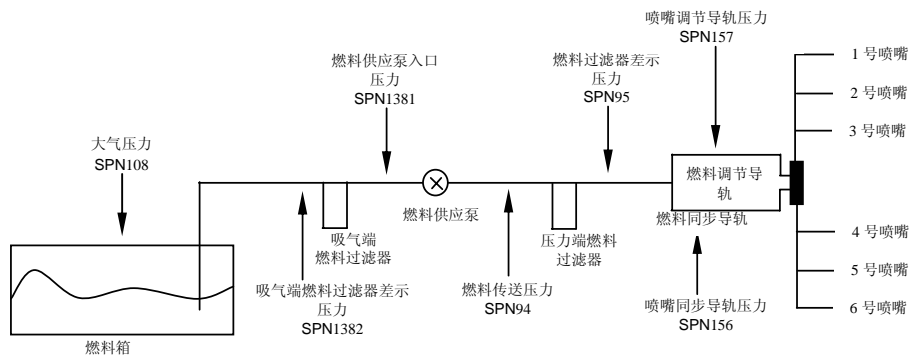 喷嘴调节导轨压力
SPN157
燃料供应泵入口
压力
SPN1381
燃料过滤器差示
压力
SPN95
1 号喷嘴
2 号喷嘴
3 号喷嘴
大气压力
SPN108
燃料调节导
轨
燃料供应泵
燃料同步导轨
吸气端
燃料过滤器
压力端燃料
过滤器
4 号喷嘴
5 号喷嘴
6 号喷嘴
吸气端燃料过滤器差示
压力
SPN1382
燃料传送压力
SPN94
喷嘴同步导轨压力
SPN156
燃料箱